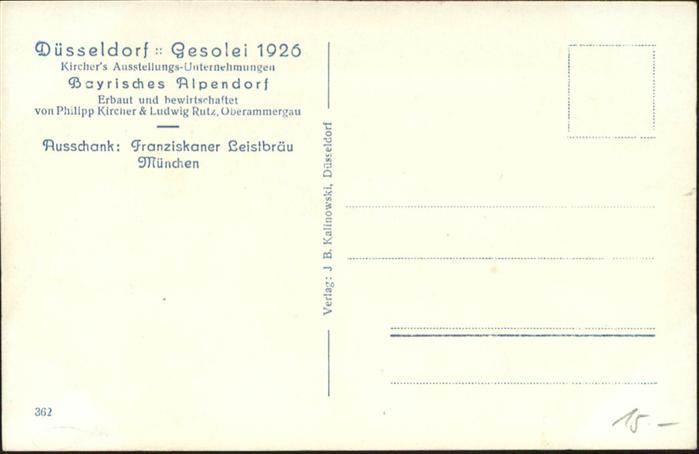 Düsseldorf :: Gesolei 1926
Kircher's Ausstellungs-Unternehmungen
Bayrisches Alpendorf
Erbaut und bewirtschaftet
von Philipp Kircher & Ludwig Rutz, Oberammergau
Ausschank: Franziskaner Leistbräu
München
Verlag: J B. Kalinowski, Düsseldorf
362
15.–